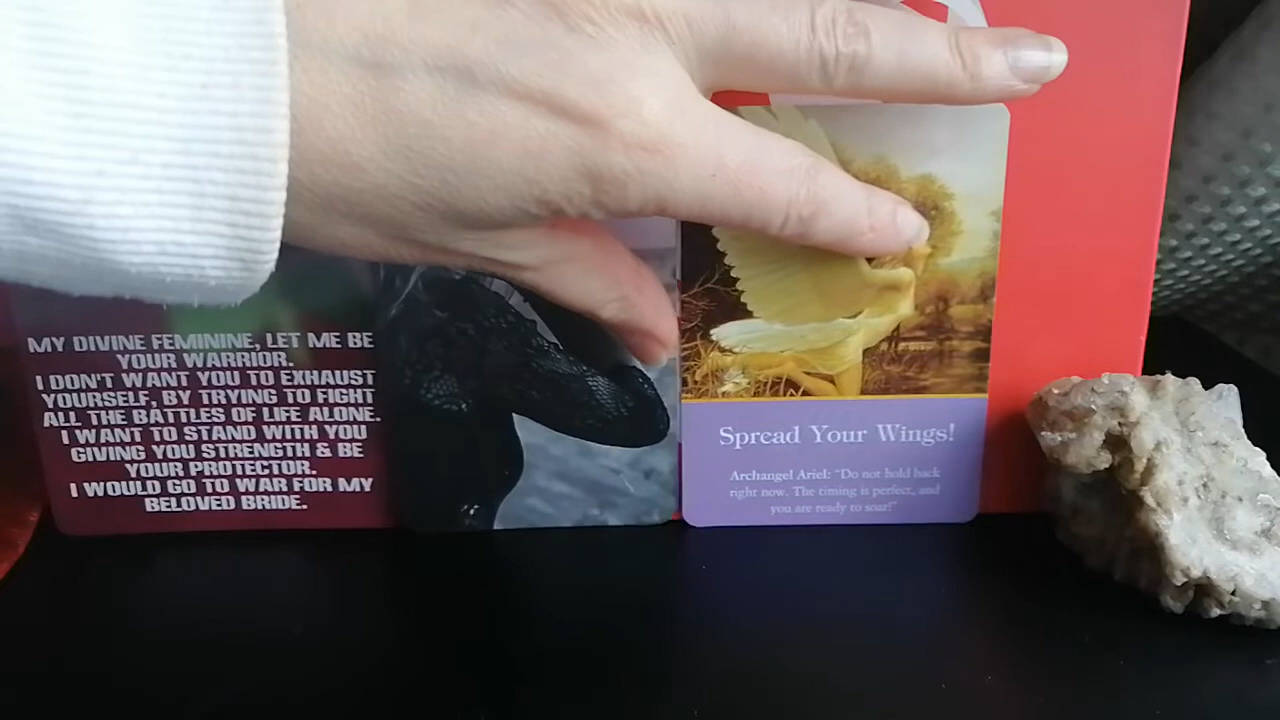 MY DIVINE FEMININE, LET ME BE
YOUR WARRIOR.
I DON'T WANT YOU TO EXHAUST
YOURSELF, BY TRYING TO FIGHT
ALL THE BATTLES OF LIFE ALONE.
I WANT TO STAND WITH YOU
GIVING YOU STRENGTH & BE
YOUR PROTECTOR.
I WOULD GO TO WAR FOR MY
BELOVED BRIDE.
Spread Your Wings!
Archangel Ariel: "Do not hold back
right now. The timing is perfect, and
you are ready to soar!"